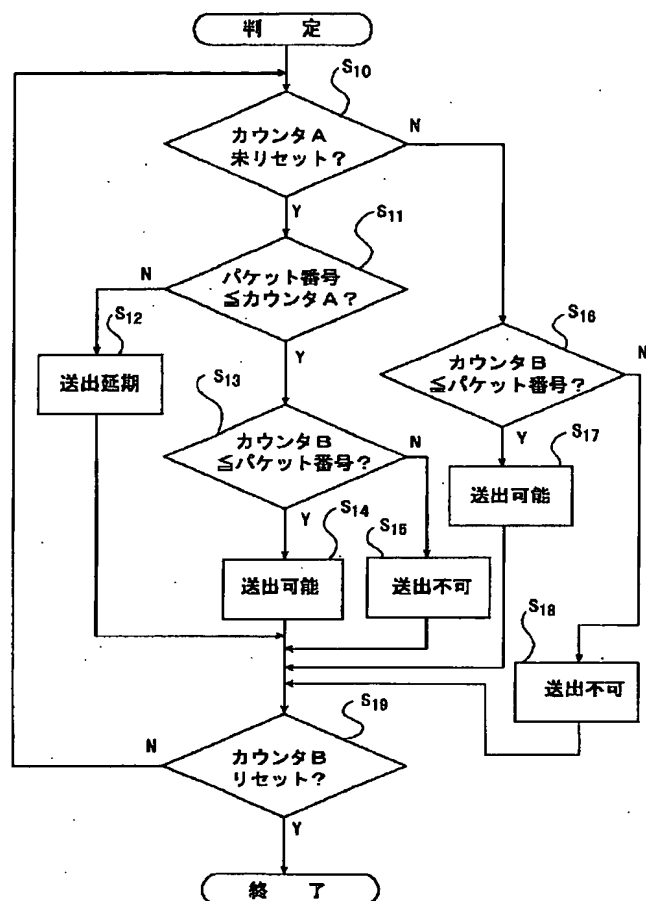 判 定
S10
カウンタA
未リセット？
N
Y
S11
パケット番号
≦カウンタA？
N
Y
S12
送出延期
S13
カウンタB
≦パケット番号？
N
Y
S14
送出可能
S15
送出不可
S16
カウンタB
≦パケット番号？
N
Y
S17
送出可能
S18
送出不可
S19
カウンタB
リセット？
N
Y
終 了